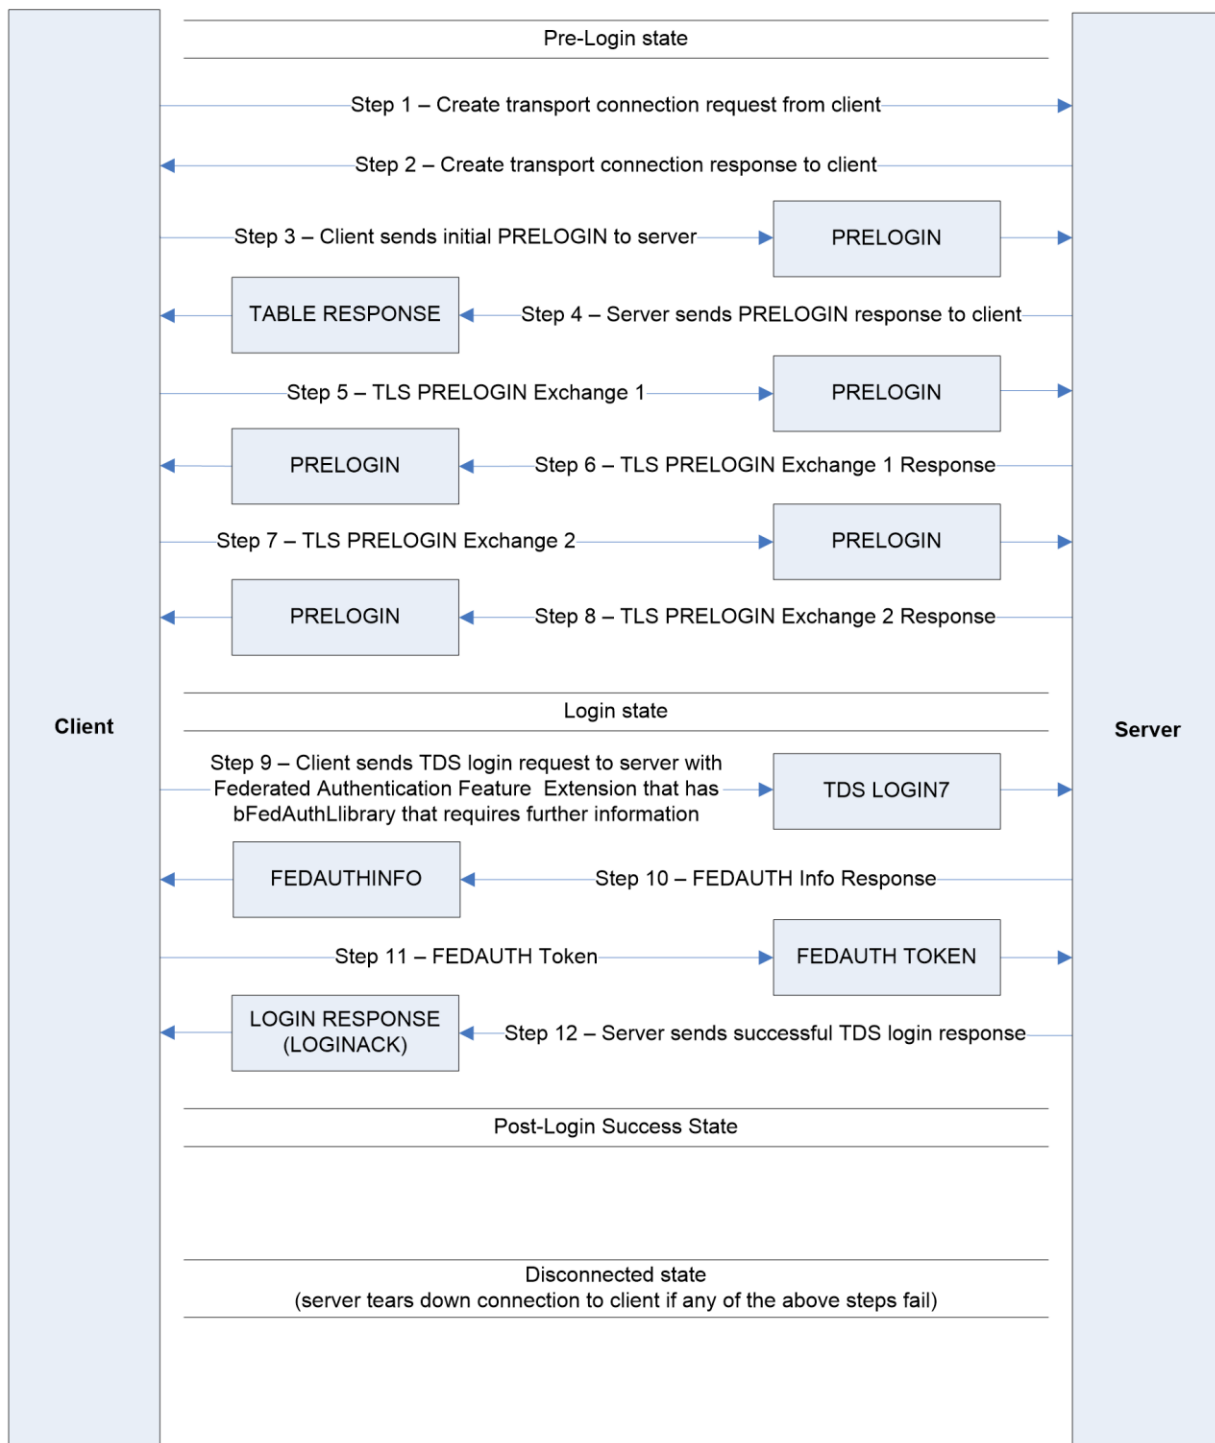 Pre-Login state
Step 1 – Create transport connection request from client
Step 2 – Create transport connection response to client
Step 3 – Client sends initial PRELOGIN to server
PRELOGIN
TABLE RESPONSE
Step 4 – Server sends PRELOGIN response to client
Step 5 – TLS PRELOGIN Exchange 1
PRELOGIN
PRELOGIN
Step 6 – TLS PRELOGIN Exchange 1 Response
Step 7 – TLS PRELOGIN Exchange 2
PRELOGIN
PRELOGIN
Step 8 – TLS PRELOGIN Exchange 2 Response
Client
Login state
Server
Step 9 – Client sends TDS login request to server with
Federated Authentication Feature  Extension that has
bFedAuthLlibrary that requires further information
TDS LOGIN7
FEDAUTHINFO
Step 10 – FEDAUTH Info Response
Step 11 – FEDAUTH Token
FEDAUTH TOKEN
LOGIN RESPONSE
(LOGINACK)
Step 12 – Server sends successful TDS login response
Post-Login Success State
Disconnected state
(server tears down connection to client if any of the above steps fail)